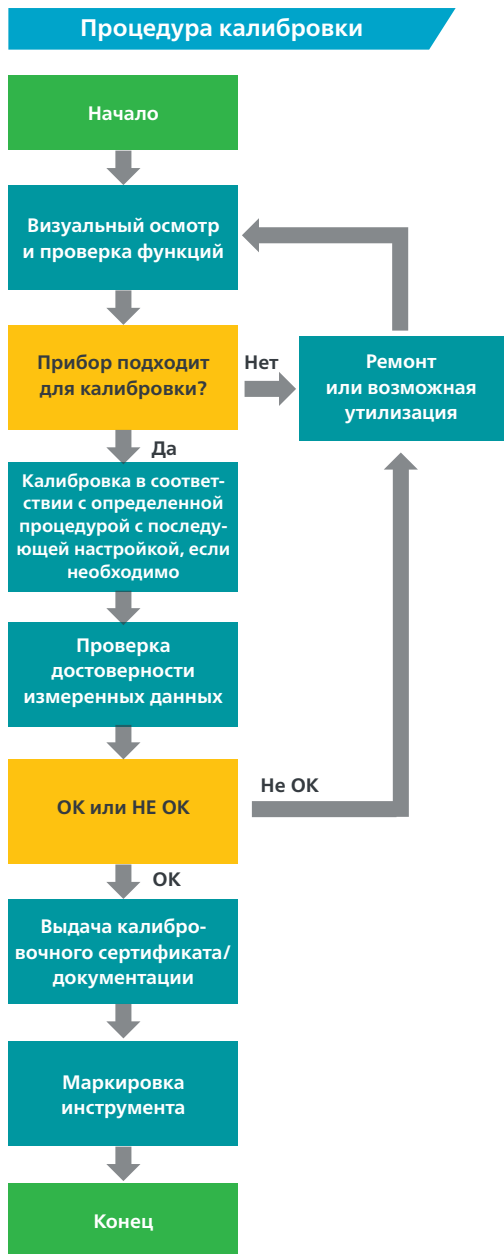 Процедура калибровки
Начало
Визуальный осмотр
и проверка функций
Прибор подходит
для калибровки?
Нет
Ремонт
или возможная
утилизация
Да
Калибровка в соответ-
ствии с определенной
процедурой с последу-
ющей настройкой, если
необходимо
Проверка
достоверности
измеренных данных
ОК или НЕ ОК
Не ОК
ОК
Выдача калибро-
вочного сертификата/
документации
Маркировка
инструмента
Конец